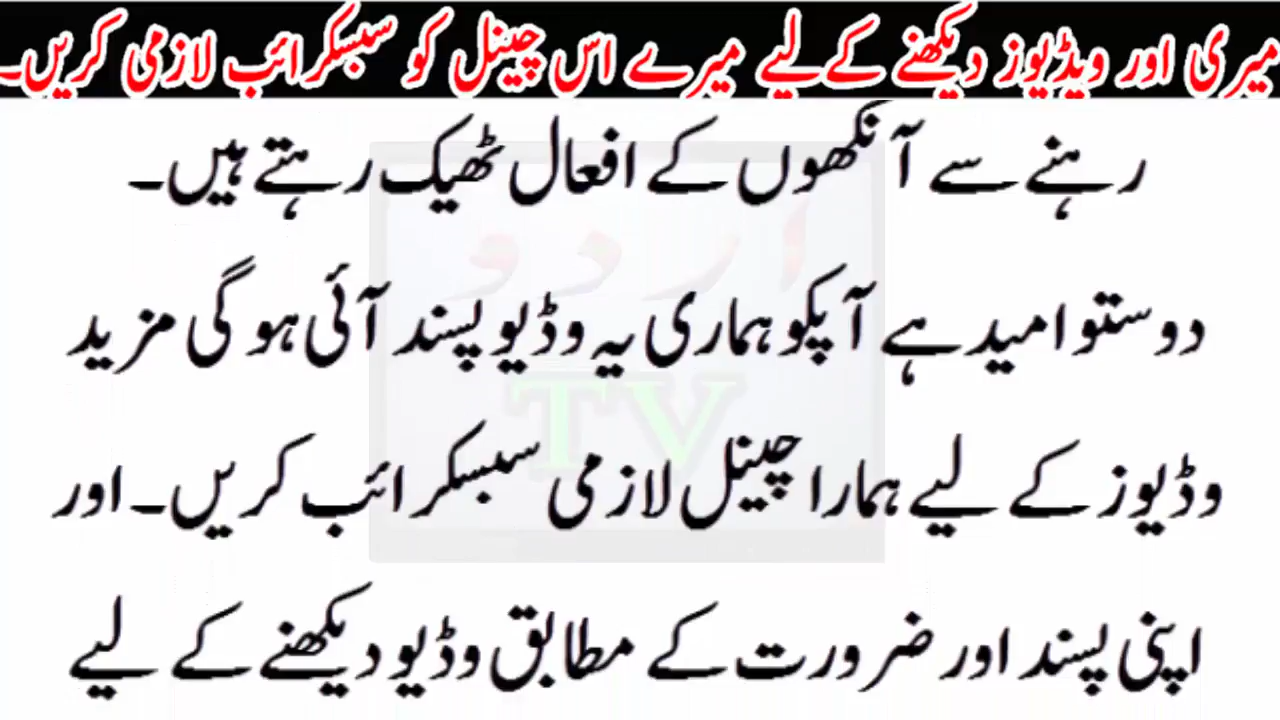 میری اور ویڈیوز دیکھنے کے لیے میرے اس چینل کو سبسکرائب لازمی کریں۔
رہنے سے آنکھوں کے افعال ٹھیک رہتے ہیں۔
اردو
دوستو امید ہے آپکو ہماری یہ وڈیو پسند آئی ہو گی مزید
TV
وڈیوز کے لیے ہمارا چینل لازمی سبسکرائب کریں۔ اور
اپنی پسند اور ضرورت کے مطابق وڈیو دیکھنے کے لیے